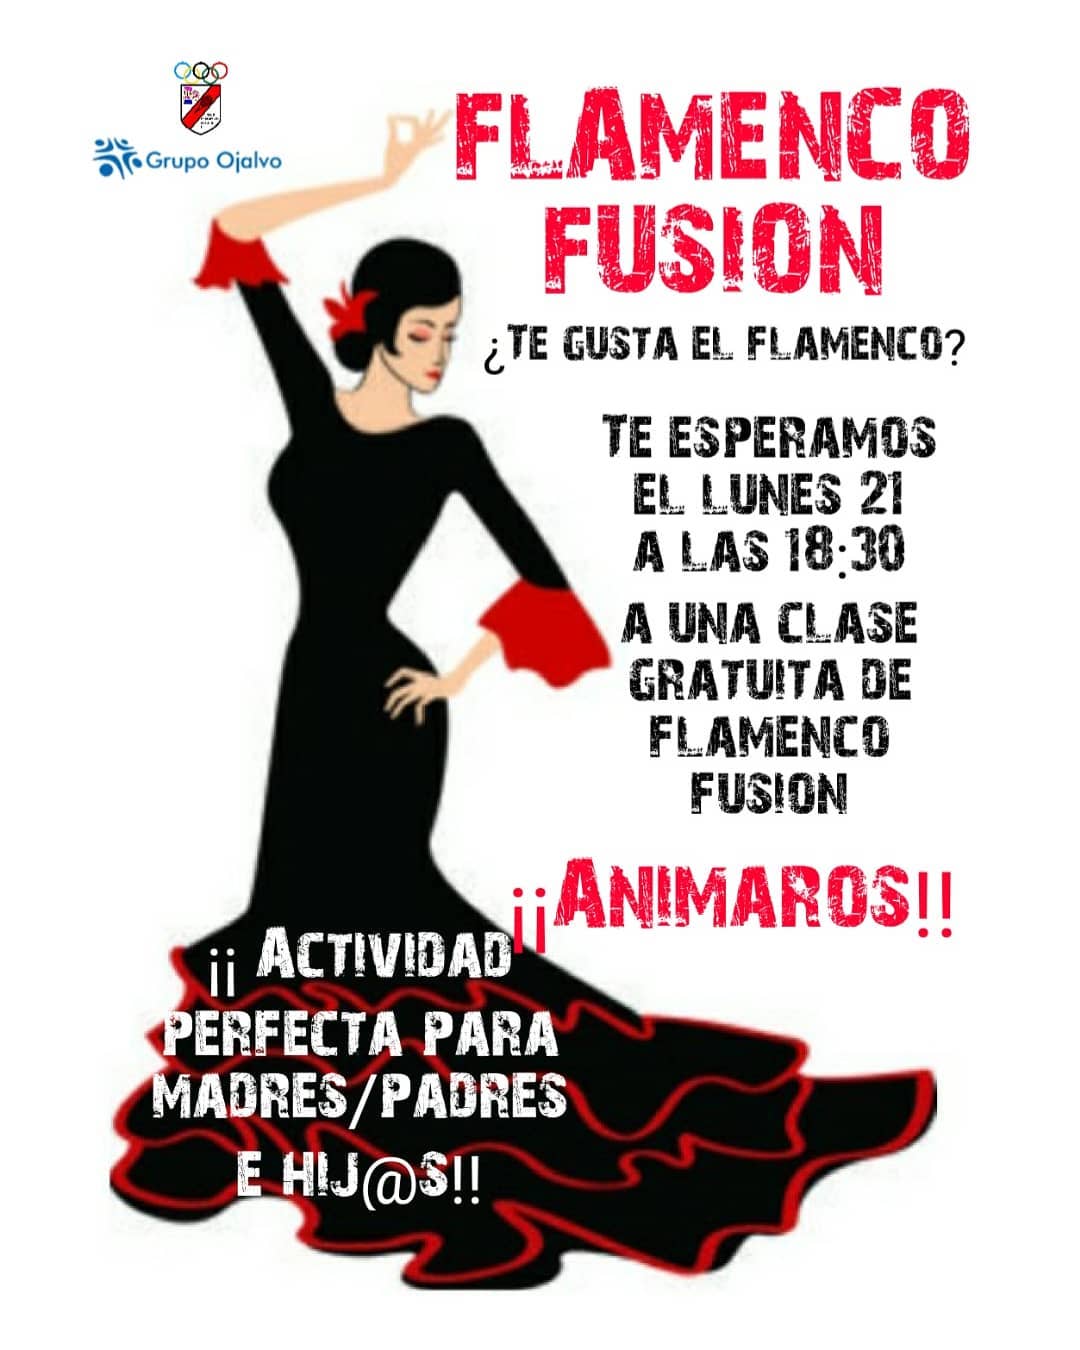 Grupo Ojalvo
FLAMENCO
FUSION
¿TE GUSTA EL FLAMENCO?
TE ESPERAMOS
EL LUNES 21
A LAS 18:30
A UNA CLASE
GRATUITA DE
FLAMENCO
FUSION
¡¡ANIMAROS!!
¡¡ ACTIVIDAD
PERFECTA PARA
MADRES/PADRES
E HIJ@S!!